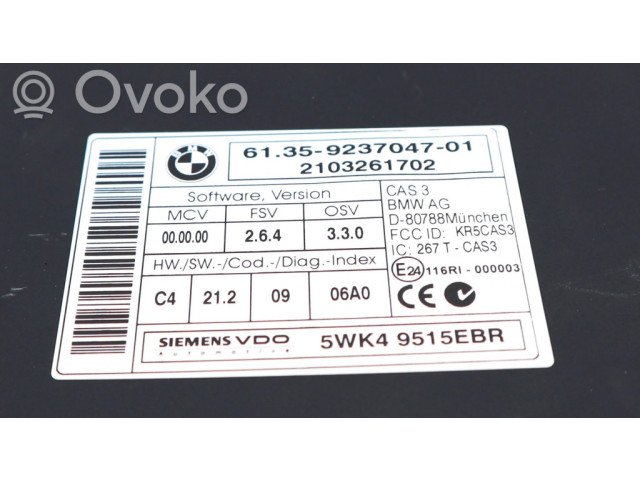 Ovoko
BMW
61.35-9237047-01
2103261702
Software, Version
MCV FSV OSV
00.00.00 2.6.4 3.3.0
HW./SW.-/Cod.-/Diag.-Index
C4 21.2 09 06A0
CAS 3
BMW AG
D-80788München
FCC ID: KR5CAS3
IC: 267 T - CAS3
E24 116RI - 000003
CE N
SIEMENS VDO
Automotive
5WK4 9515EBR